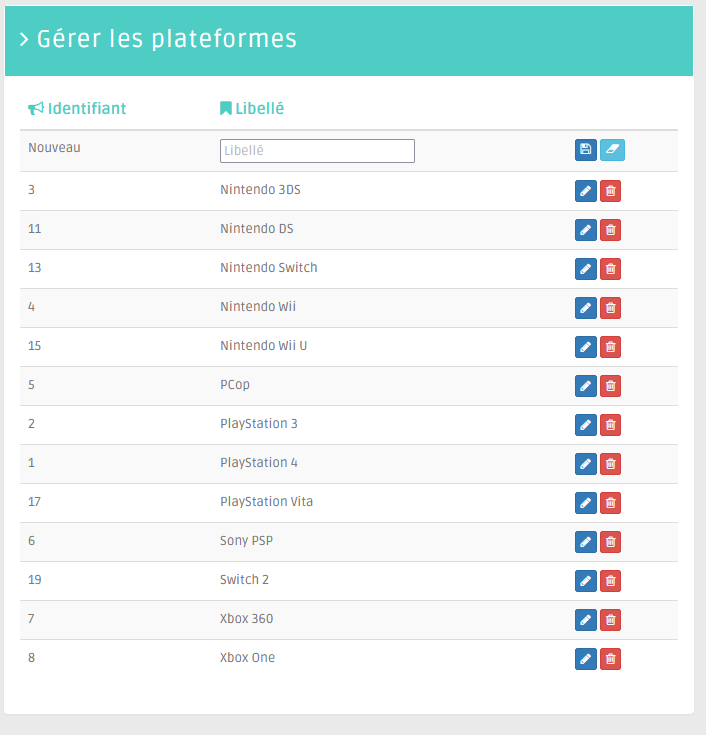 Gérer les plateformes
Identifiant Libellé
Nouveau Libellé
3 Nintendo 3DS
11 Nintendo DS
13 Nintendo Switch
4 Nintendo Wii
15 Nintendo Wii U
5 PCop
2 PlayStation 3
1 PlayStation 4
17 PlayStation Vita
6 Sony PSP
19 Switch 2
7 Xbox 360
8 Xbox One